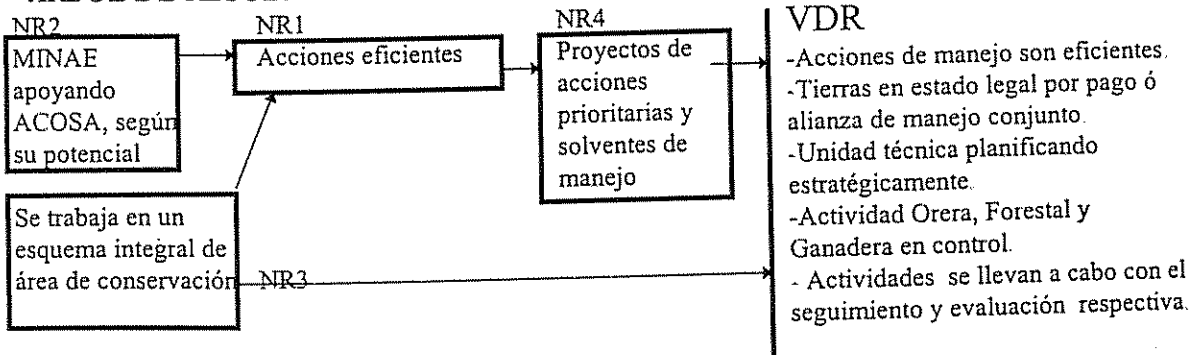 NR2
MINAE
apoyando
ACOSA, según
su potencial
NR1
Acciones eficientes
NR4
Proyectos de
acciones
prioritarias y
solventes de
manejo
Se trabaja en un
esquema integral de
área de conservación
NR3
VDR
-Acciones de manejo son eficientes.
-Tierras en estado legal por pago ó
alianza de manejo conjunto.
-Unidad técnica planificando
estratégicamente.
-Actividad Orera, Forestal y
Ganadera en control.
- Actividades se llevan a cabo con el
seguimiento y evaluación respectiva.